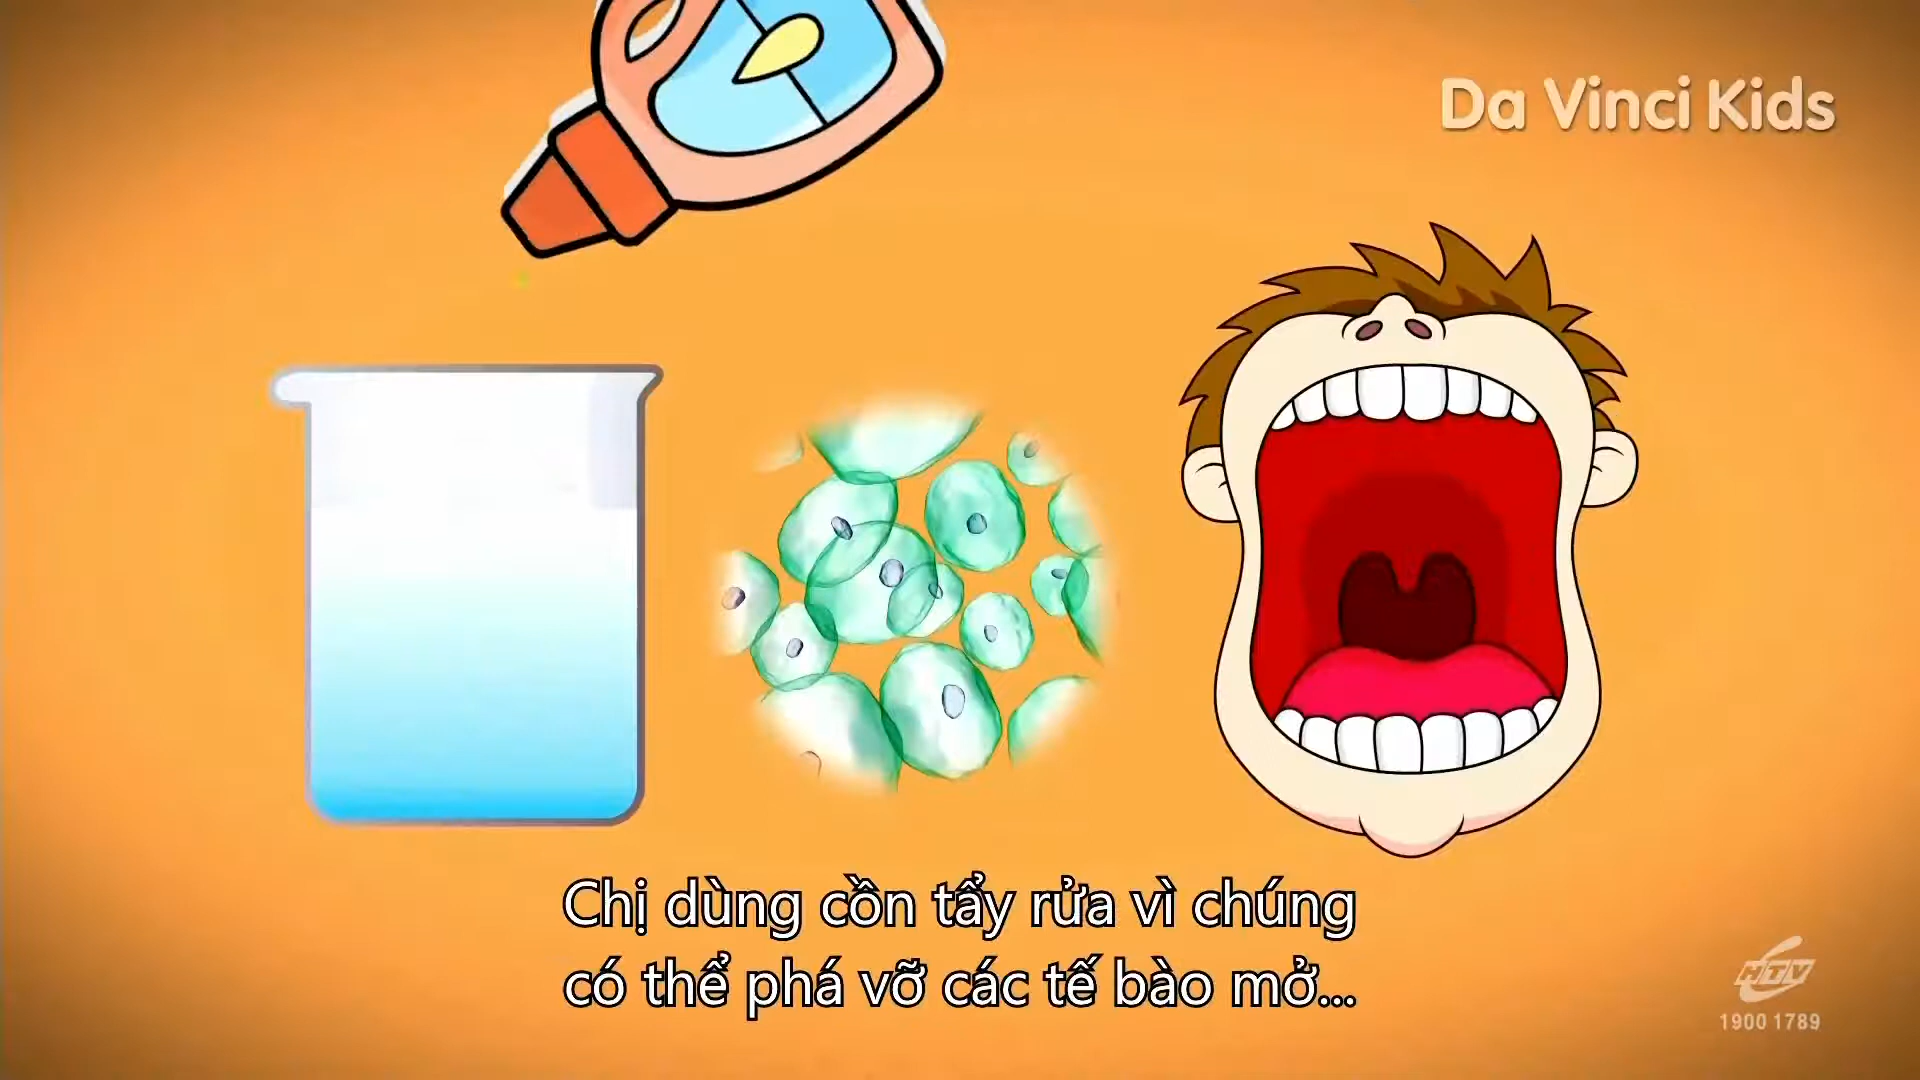 Da Vinci Kids
Chị dùng cồn tẩy rửa vì chúng
có thể phá vỡ các tế bào mở...
HTV
1900 1789